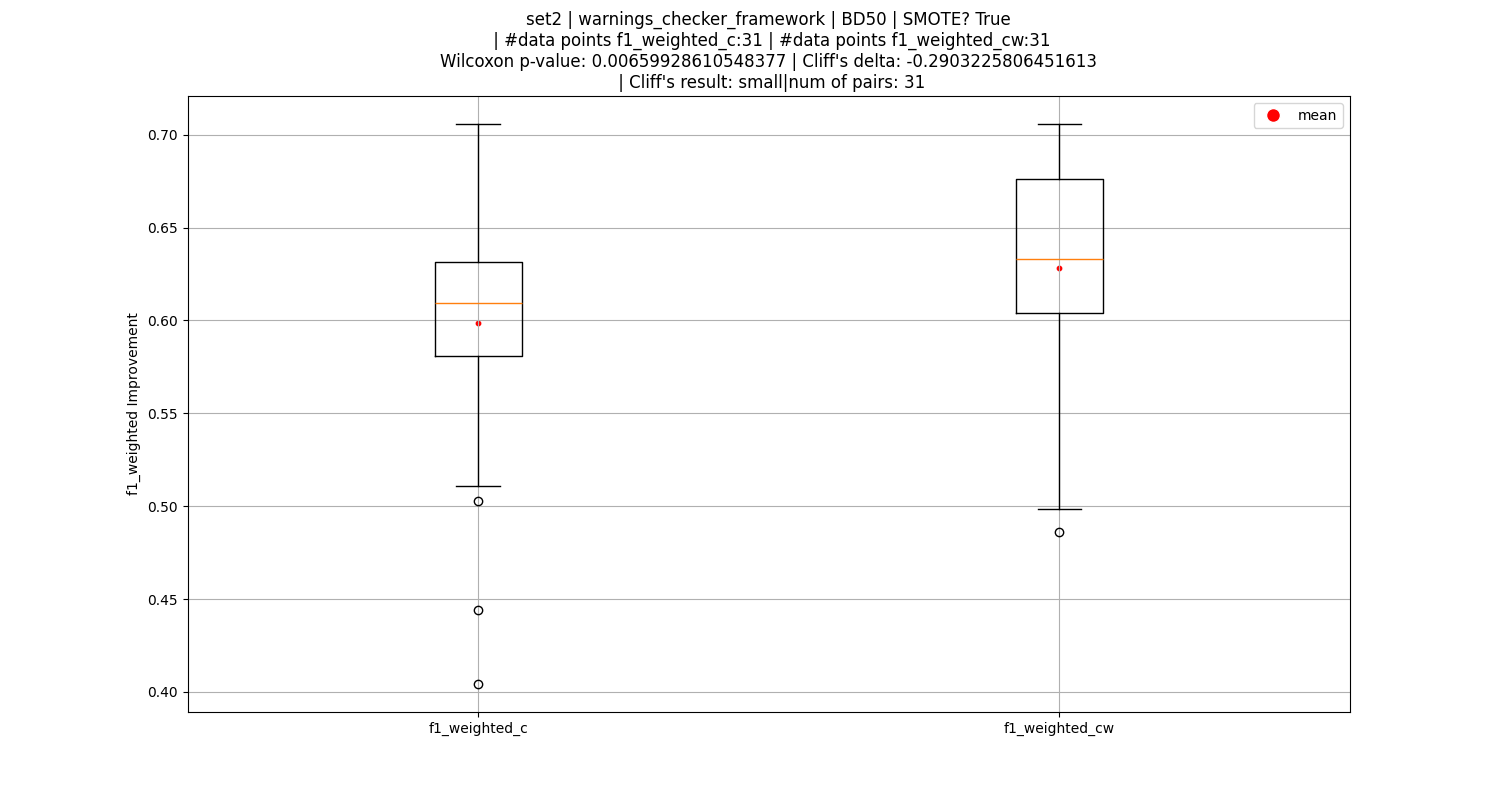 set2 | warnings_checker_framework | BD50 | SMOTE? True
| #data points f1_weighted_c:31 | #data points f1_weighted_cw:31
Wilcoxon p-value: 0.00659928610548377 | Cliff's delta: -0.2903225806451613
| Cliff's result: small|num of pairs: 31
mean
0.70
0.65
0.60
0.55
0.50
0.45
0.40
f1_weighted Improvement
f1_weighted_c
f1_weighted_cw